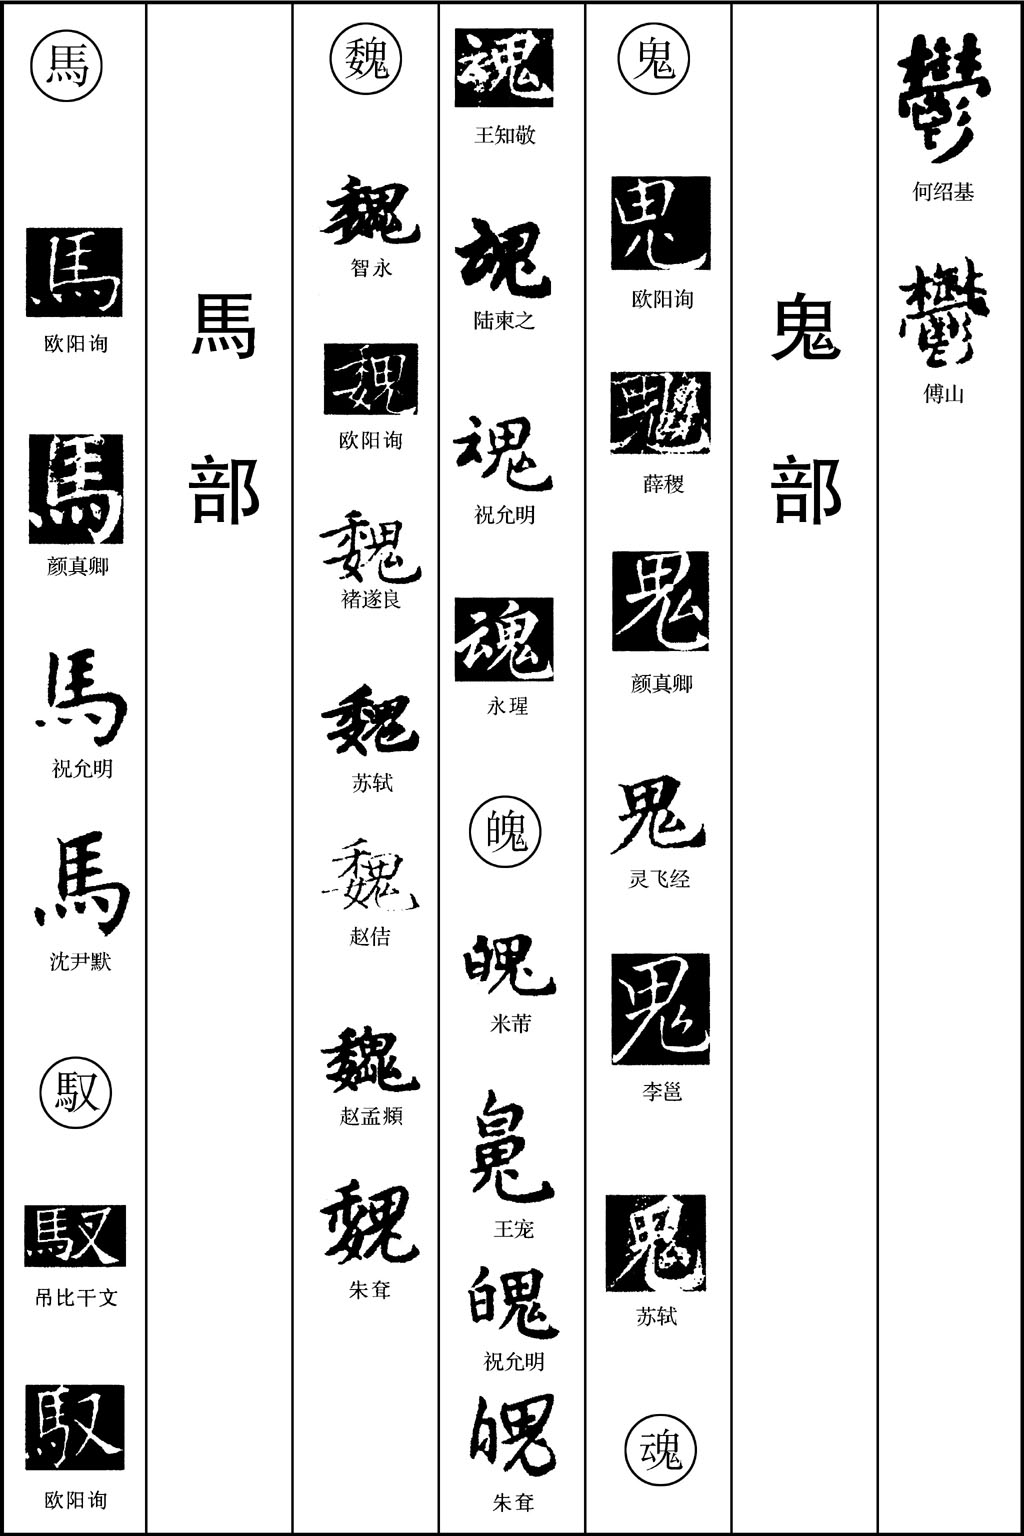 鬱
何绍基
鬱
傅山
鬼部
鬼
鬼
欧阳询
鬼
薛稷
鬼
颜真卿
鬼
灵飞经
鬼
李邕
鬼
苏轼
魂
魂
王知敬
魂
陆柬之
魂
祝允明
魂
永瑆
魄
魄
米芾
魄
王宠
魄
祝允明
魄
朱耷
魏
魏
智永
魏
欧阳询
魏
褚遂良
魏
苏轼
魏
赵佶
魏
赵孟頫
魏
朱耷
馬部
馬
馬
欧阳询
馬
颜真卿
馬
祝允明
馬
沈尹默
馭
馭
吊比干文
馭
欧阳询